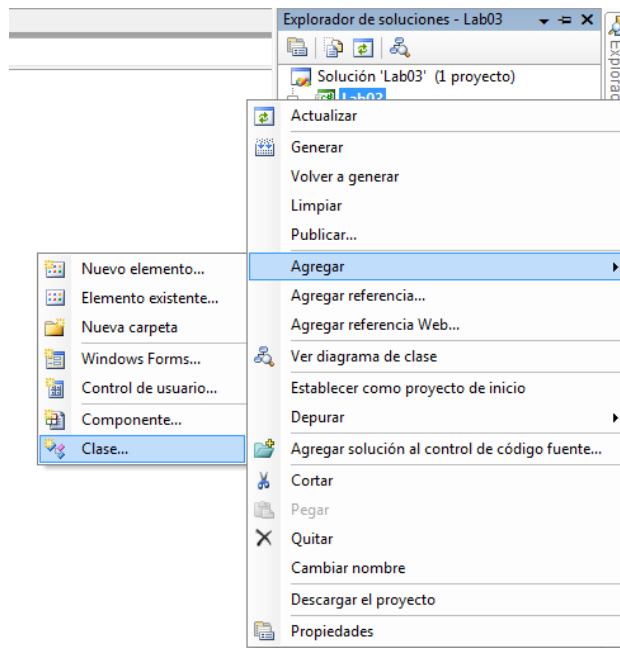 Explorador de soluciones - Lab03
Solución 'Lab03' (1 proyecto)
Lab03
Actualizar
Generar
Volver a generar
Limpiar
Publicar...
Agregar
Agregar referencia...
Agregar referencia Web...
Ver diagrama de clase
Establecer como proyecto de inicio
Depurar
Agregar solución al control de código fuente...
Cortar
Pegar
Quitar
Cambiar nombre
Descargar el proyecto
Propiedades
Nuevo elemento...
Elemento existente...
Nueva carpeta
Windows Forms...
Control de usuario...
Componente...
Clase...